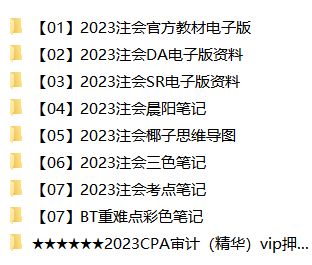 【01】2023注会官方教材电子版
【02】2023注会DA电子版资料
【03】2023注会SR电子版资料
【04】2023注会晨阳笔记
【05】2023注会椰子思维导图
【06】2023注会三色笔记
【07】2023注会考点笔记
【07】BT重难点彩色笔记
★★★★★★2023CPA审计（精华）vip押...